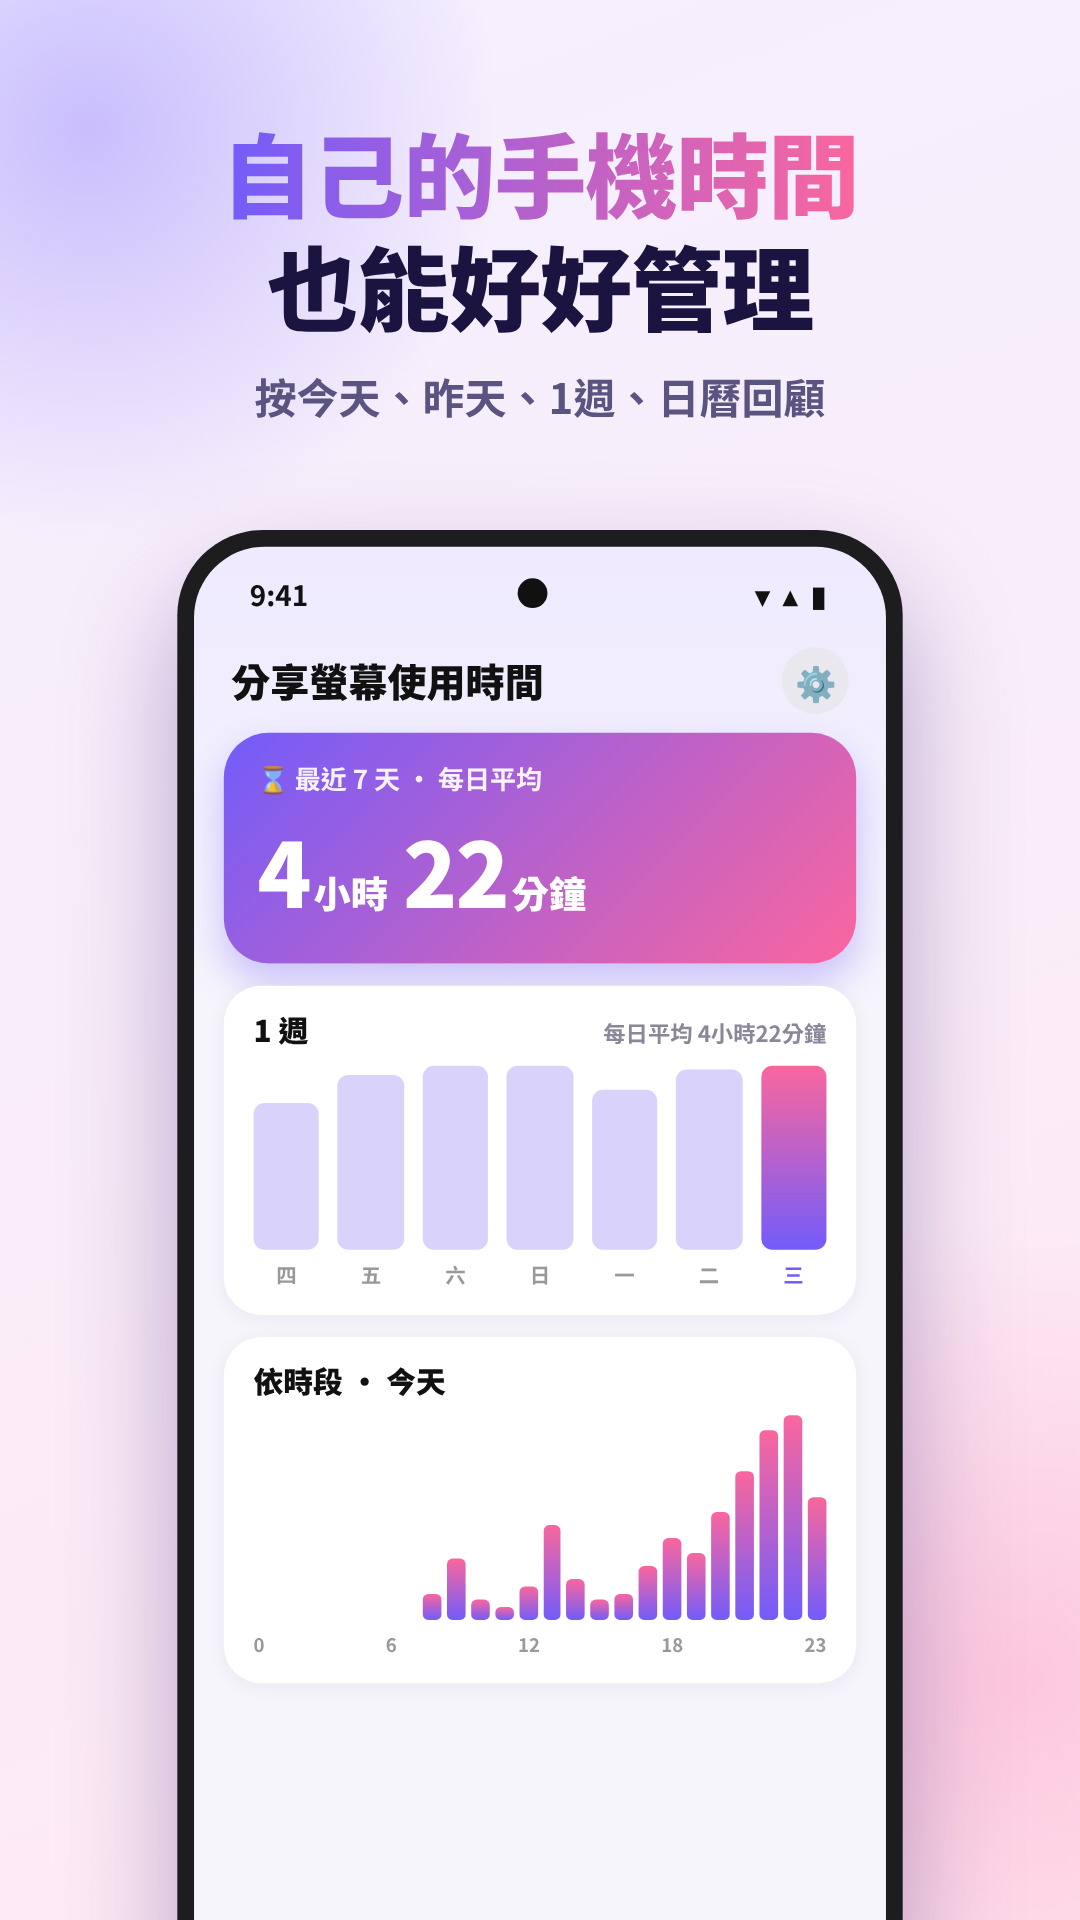 自己的手機時間
也能好好管理
按今天、昨天、1週、日曆回顧
9:41
分享螢幕使用時間
最近 7 天 · 每日平均
4小時 22分鐘
1 週
每日平均 4小時22分鐘
四 五 六 日 一 二 三
依時段 · 今天
0 6 12 18 23